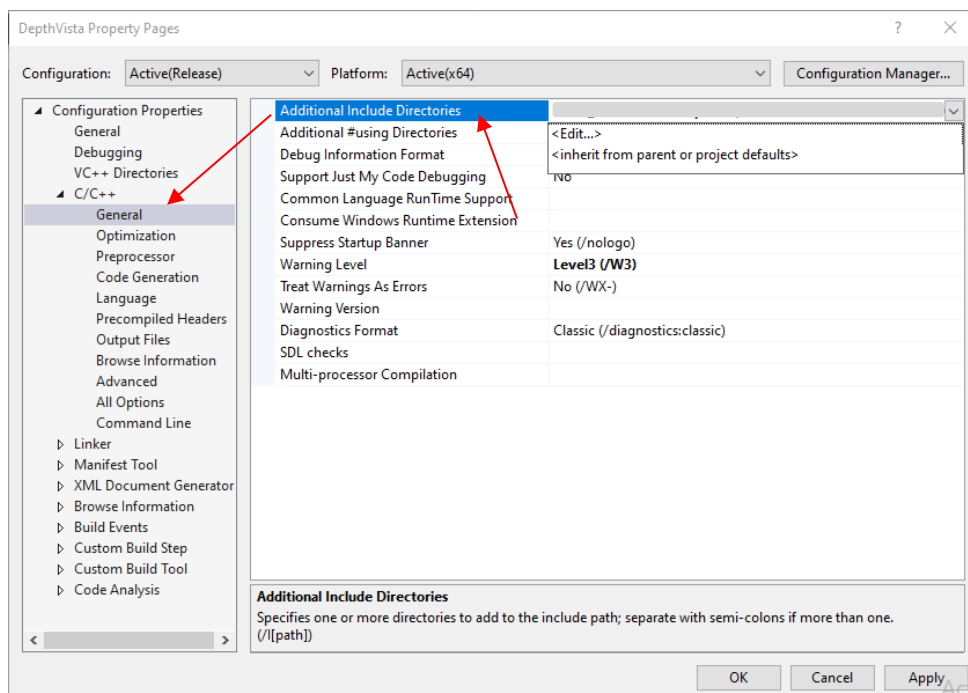 DepthVista Property Pages
Configuration: Active(Release) Platform: Active(x64) Configuration Manager...
Configuration Properties
General
Debugging
VC++ Directories
C/C++
General
Optimization
Preprocessor
Code Generation
Language
Precompiled Headers
Output Files
Browse Information
Advanced
All Options
Command Line
Linker
Manifest Tool
XML Document Generator
Browse Information
Build Events
Custom Build Step
Custom Build Tool
Code Analysis
Additional Include Directories
Additional #using Directories
Debug Information Format
Support Just My Code Debugging No
Common Language RunTime Support
Consume Windows Runtime Extension
Suppress Startup Banner Yes (/nologo)
Warning Level Level3 (/W3)
Treat Warnings As Errors No (/WX-)
Warning Version
Diagnostics Format Classic (/diagnostics:classic)
SDL checks
Multi-processor Compilation
<Edit...>
<inherit from parent or project defaults>
Additional Include Directories
Specifies one or more directories to add to the include path; separate with semi-colons if more than one.
(/I[path])
OK Cancel Apply